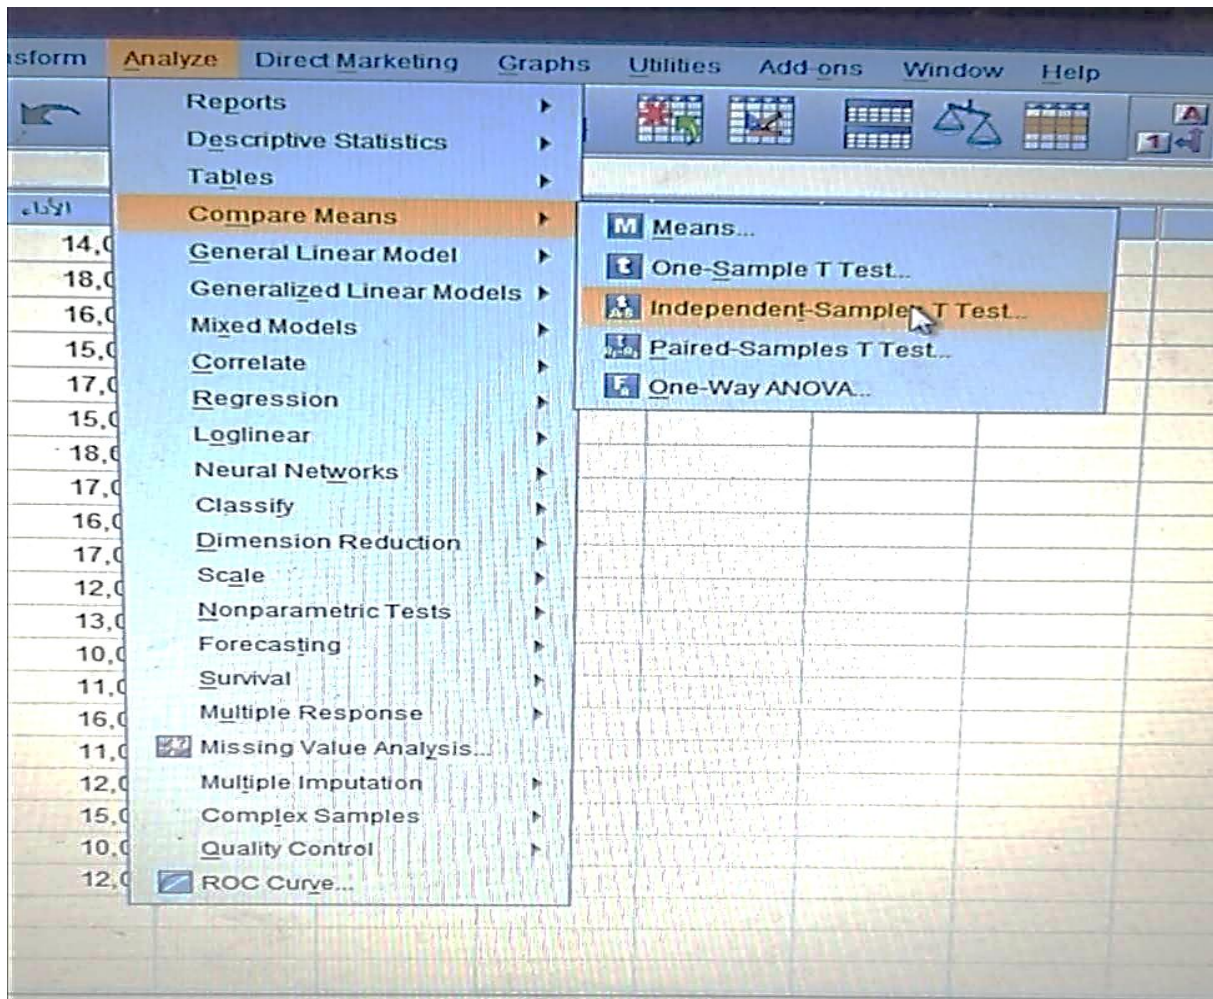 Analyze Direct Marketing Graphs Utilities Add-ons Window Help
Reports
Descriptive Statistics
Tables
الأداء
Compare Means
General Linear Model
Generalized Linear Models
Mixed Models
Correlate
Regression
Loglinear
Neural Networks
Classify
Dimension Reduction
Scale
Nonparametric Tests
Forecasting
Survival
Multiple Response
Missing Value Analysis...
Multiple Imputation
Complex Samples
Quality Control
ROC Curve...
Means...
One-Sample T Test...
Independent-Samples T Test...
Paired-Samples T Test...
One-Way ANOVA...
14,0
18,0
16,0
15,0
17,0
15,0
18,0
17,0
16,0
17,0
12,0
13,0
10,0
11,0
16,0
11,0
12,0
15,0
10,0
12,0